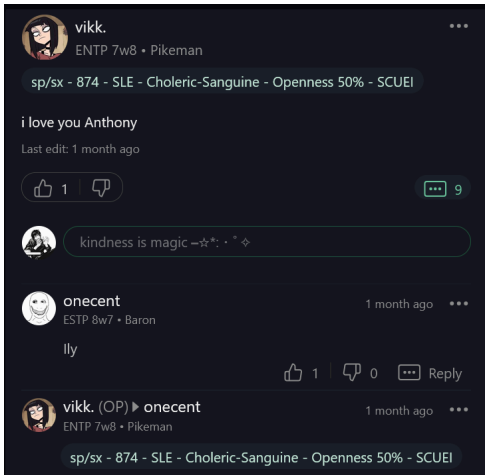 vikk.
ENTP 7w8 • Pikeman
sp/sx - 874 - SLE - Choleric-Sanguine - Openness 50% - SCUEI
i love you Anthony
Last edit: 1 month ago
1
9
kindness is magic ━☆*:・ﾟ✧
onecent
1 month ago
ESTP 8w7 • Baron
Ily
1
0
Reply
vikk. (OP) ▸ onecent
1 month ago
ENTP 7w8 • Pikeman
sp/sx - 874 - SLE - Choleric-Sanguine - Openness 50% - SCUEI